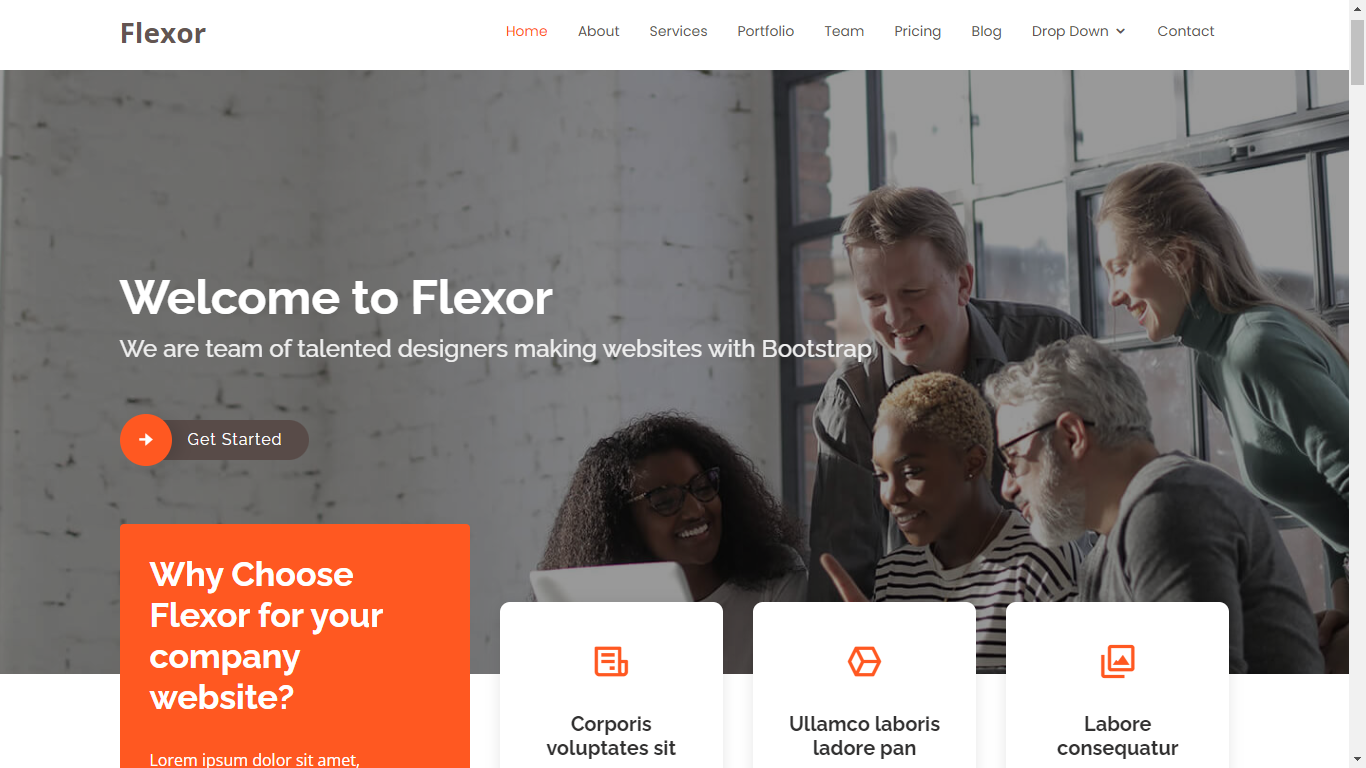 Flexor
Home About Services Portfolio Team Pricing Blog Drop Down Contact
Welcome to Flexor
We are team of talented designers making websites with Bootstrap
Get Started
Why Choose
Flexor for your
company
website?
Lorem ipsum dolor sit amet,
Corporis
voluptates sit
Ullamco laboris
ladore pan
Labore
consequatur